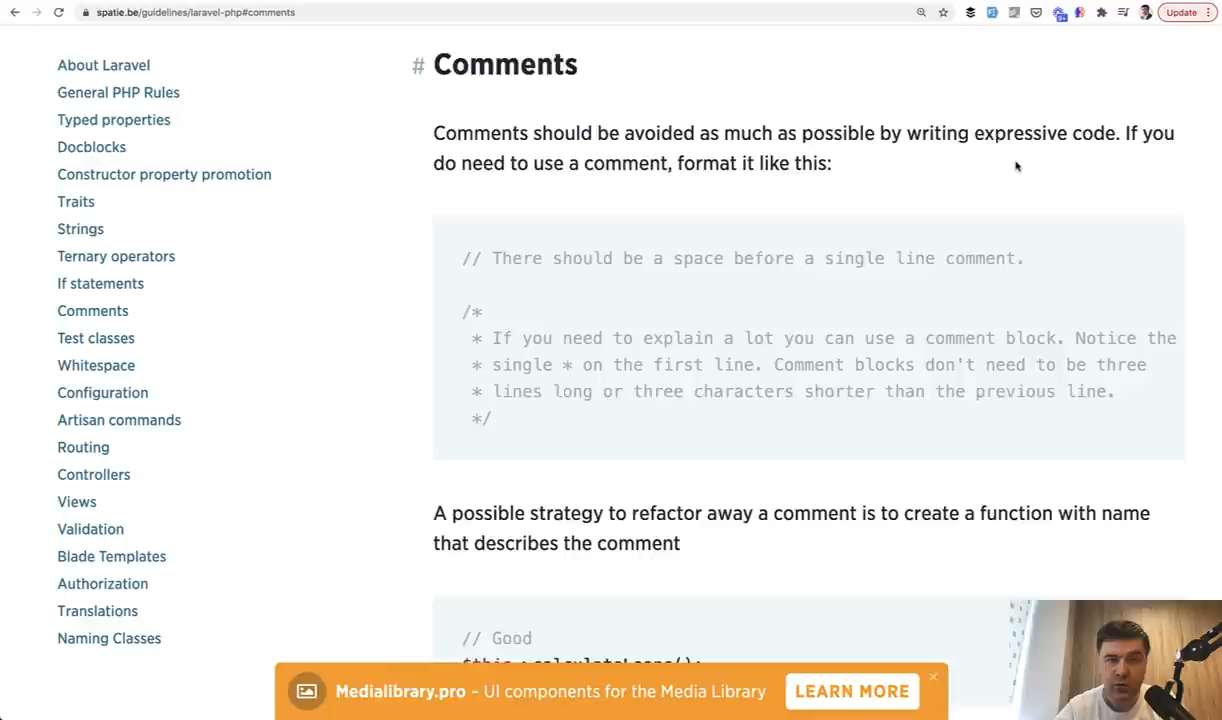 spatie.be/guidelines/laravel-php#comments
Update
About Laravel
General PHP Rules
Typed properties
Docblocks
Constructor property promotion
Traits
Strings
Ternary operators
If statements
Comments
Test classes
Whitespace
Configuration
Artisan commands
Routing
Controllers
Views
Validation
Blade Templates
Authorization
Translations
Naming Classes
# Comments
Comments should be avoided as much as possible by writing expressive code. If you
do need to use a comment, format it like this:
// There should be a space before a single line comment.
/*
* If you need to explain a lot you can use a comment block. Notice the
* single * on the first line. Comment blocks don't need to be three
* lines long or three characters shorter than the previous line.
*/
A possible strategy to refactor away a comment is to create a function with name
that describes the comment
// Good
$this->calculateLoans();
Medialibrary.pro – UI components for the Media Library
LEARN MORE